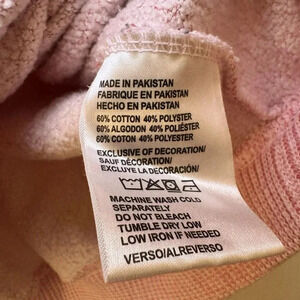 MADE IN PAKISTAN
FABRIQUE EN PAKISTAN
HECHO EN PAKISTAN
60% COTTON 40% POLYESTER
60% ALGODON 40% POLIÉSTER
60% COTON 40% POLYESTER
EXCLUSIVE OF DECORATION/
SAUF DÉCORATION/
EXCLUYE LA DECORACIÓN/
MACHINE WASH COLD
SEPARATELY
DO NOT BLEACH
TUMBLE DRY LOW
LOW IRON IF NEEDED
VERSO/ALREVERSO